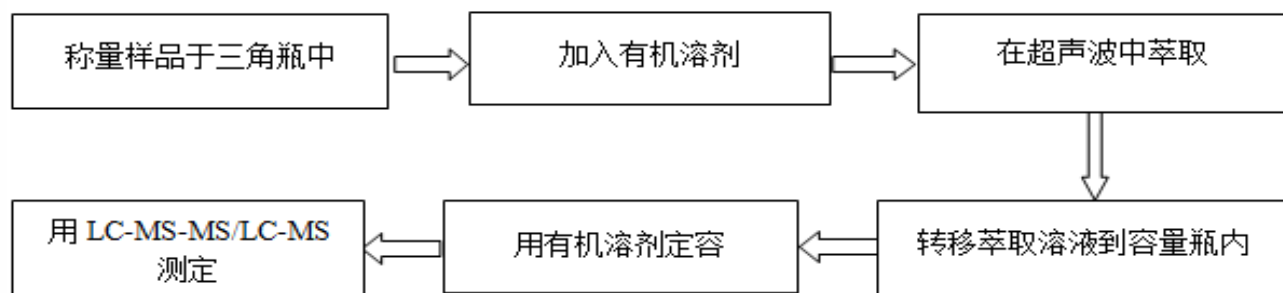 称量样品于三角瓶中
加入有机溶剂
在超声波中萃取
转移萃取溶液到容量瓶内
用有机溶剂定容
用 LC-MS-MS/LC-MS
测定